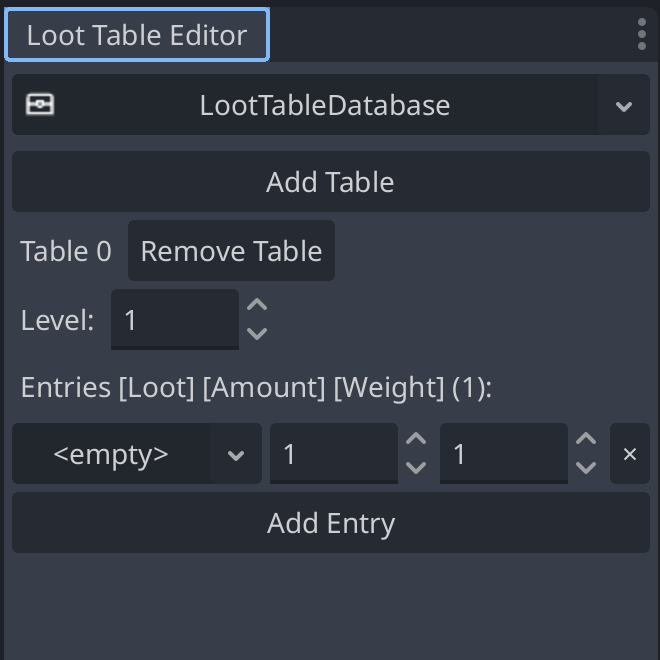 Loot Table Editor
LootTableDatabase
Add Table
Table 0 Remove Table
Level: 1
Entries [Loot] [Amount] [Weight] (1):
<empty> 1 1 ×
Add Entry